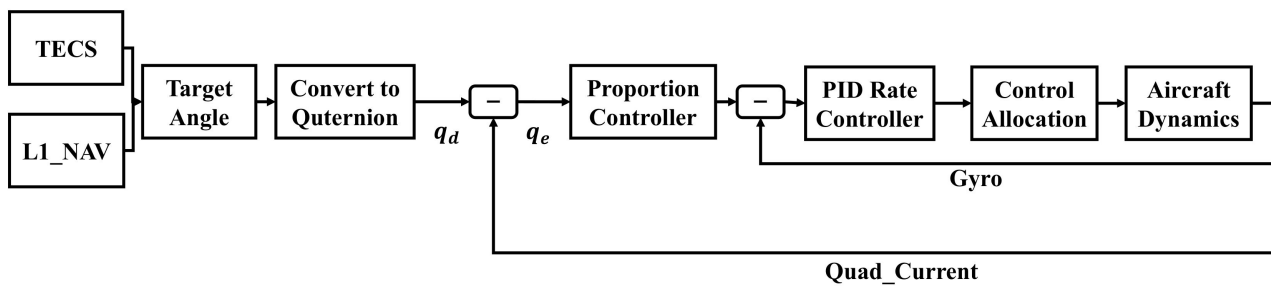 TECS
L1_NAV
Target
Angle
Convert to
Quternion
q_d
−
q_e
Proportion
Controller
−
PID Rate
Controller
Control
Allocation
Aircraft
Dynamics
Gyro
Quad_Current